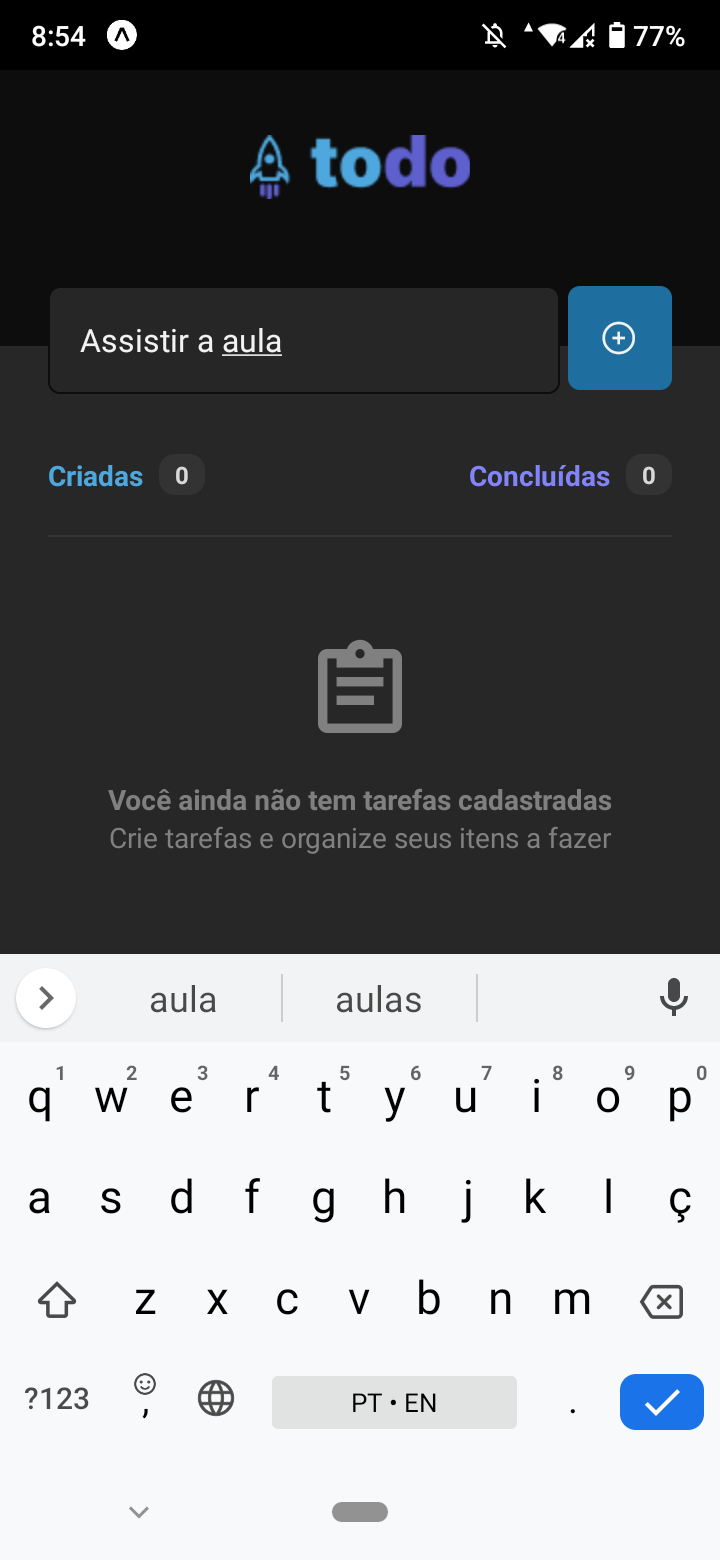 8:54 4 77%
todo
Assistir a aula
Criadas 0 Concluídas 0
Você ainda não tem tarefas cadastradas
Crie tarefas e organize seus itens a fazer
aula aulas
1 2 3 4 5 6 7 8 9 0
q w e r t y u i o p
a s d f g h j k l ç
z x c v b n m
?123 , PT • EN .